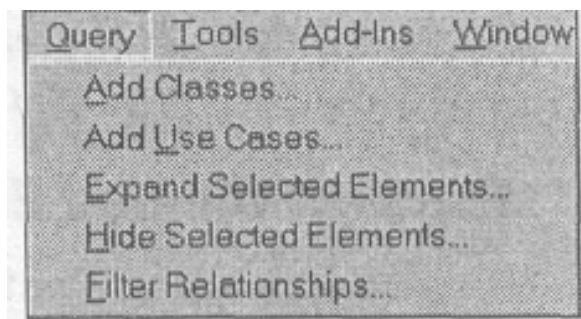 Query Tools Add-Ins Window
Add Classes...
Add Use Cases...
Expand Selected Elements...
Hide Selected Elements...
Filter Relationships...